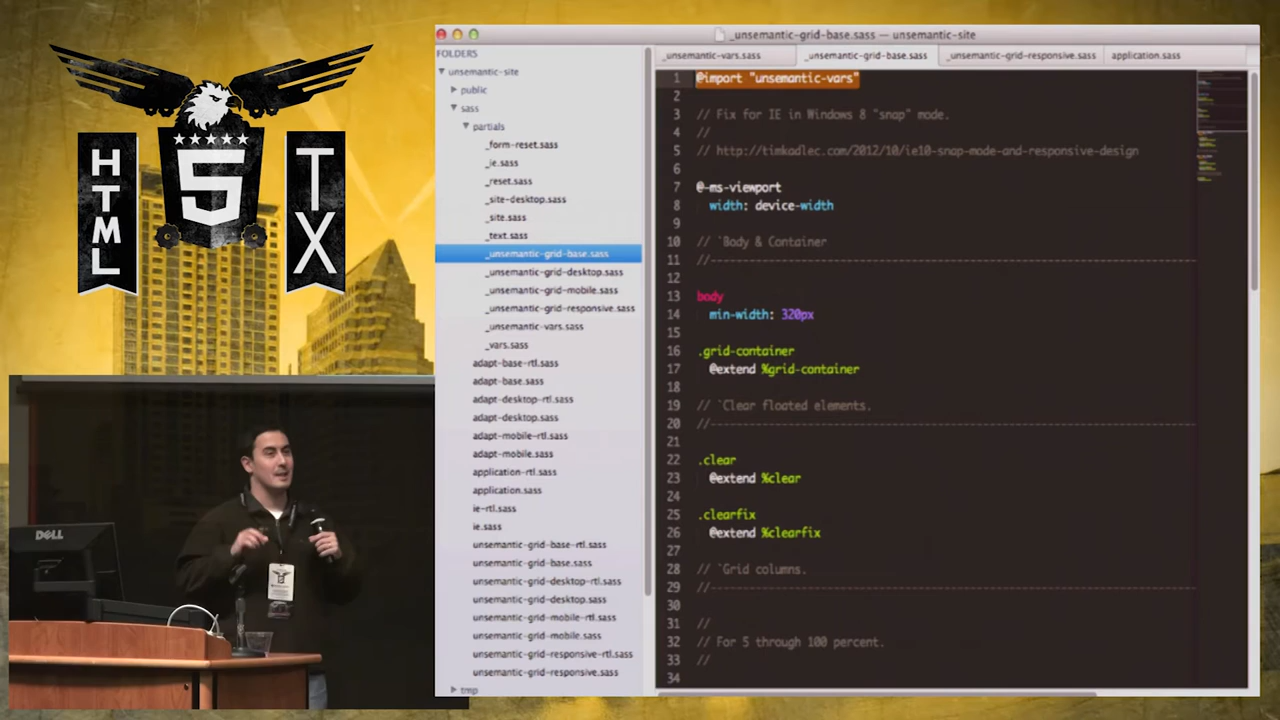 HTML
5
TX
DELL
_unsemantic-grid-base.sass — unsemantic-site
FOLDERS
unsemantic-site
public
sass
partials
_form-reset.sass
_ie.sass
_reset.sass
_site-desktop.sass
_site.sass
_text.sass
_unsemantic-grid-base.sass
_unsemantic-grid-desktop.sass
_unsemantic-grid-mobile.sass
_unsemantic-grid-responsive.sass
_unsemantic-vars.sass
_vars.sass
adapt-base-rtl.sass
adapt-base.sass
adapt-desktop-rtl.sass
adapt-desktop.sass
adapt-mobile-rtl.sass
adapt-mobile.sass
application-rtl.sass
application.sass
ie-rtl.sass
ie.sass
unsemantic-grid-base-rtl.sass
unsemantic-grid-base.sass
unsemantic-grid-desktop-rtl.sass
unsemantic-grid-desktop.sass
unsemantic-grid-mobile-rtl.sass
unsemantic-grid-mobile.sass
unsemantic-grid-responsive-rtl.sass
unsemantic-grid-responsive.sass
tmp
_unsemantic-vars.sass _unsemantic-grid-base.sass _unsemantic-grid-responsive.sass application.sass
1 @import "unsemantic-vars"
2
3 // Fix for IE in Windows 8 "snap" mode.
4 //
5 // http://timkadlec.com/2012/10/ie10-snap-mode-and-responsive-design
6
7 @-ms-viewport
8 width: device-width
9
10 // `Body & Container
11 //----------------------------------------------------------------------------
12
13 body
14 min-width: 320px
15
16 .grid-container
17 @extend %grid-container
18
19 // `Clear floated elements.
20 //----------------------------------------------------------------------------
21
22 .clear
23 @extend %clear
24
25 .clearfix
26 @extend %clearfix
27
28 // `Grid columns.
29 //----------------------------------------------------------------------------
30
31 //
32 // For 5 through 100 percent.
33 //
34